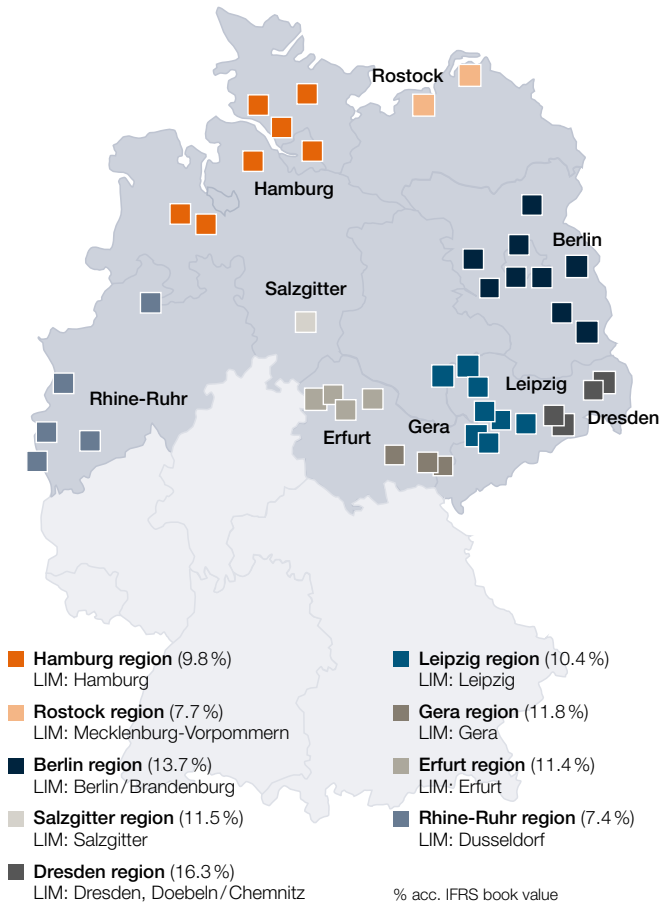 Rostock
Hamburg
Berlin
Salzgitter
Rhine-Ruhr
Leipzig
Dresden
Erfurt
Gera
Hamburg region (9.8 %)
LIM: Hamburg
Rostock region (7.7 %)
LIM: Mecklenburg-Vorpommern
Berlin region (13.7 %)
LIM: Berlin/Brandenburg
Salzgitter region (11.5 %)
LIM: Salzgitter
Dresden region (16.3 %)
LIM: Dresden, Doebeln/Chemnitz
Leipzig region (10.4 %)
LIM: Leipzig
Gera region (11.8 %)
LIM: Gera
Erfurt region (11.4 %)
LIM: Erfurt
Rhine-Ruhr region (7.4 %)
LIM: Dusseldorf
% acc. IFRS book value